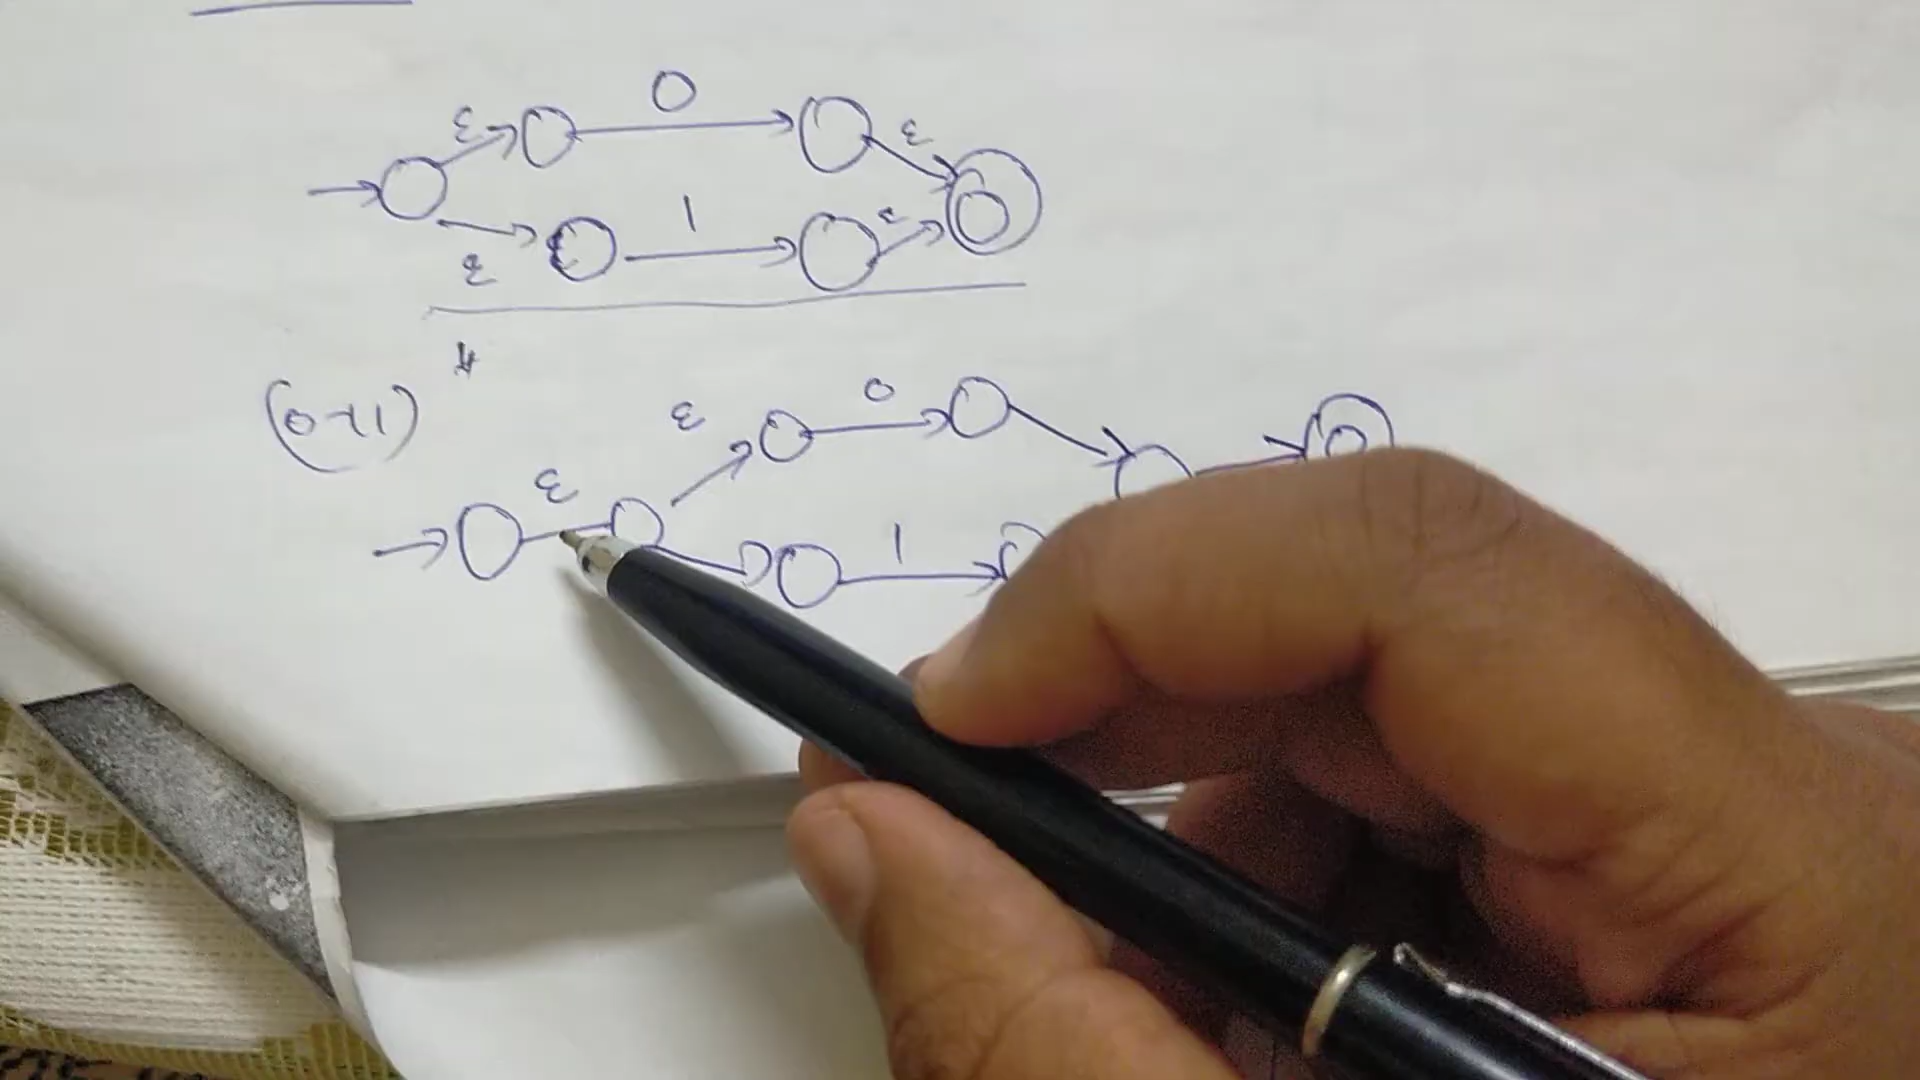 ε 0 ε
ε 1 ε
(0+1)*
ε ε 0
1